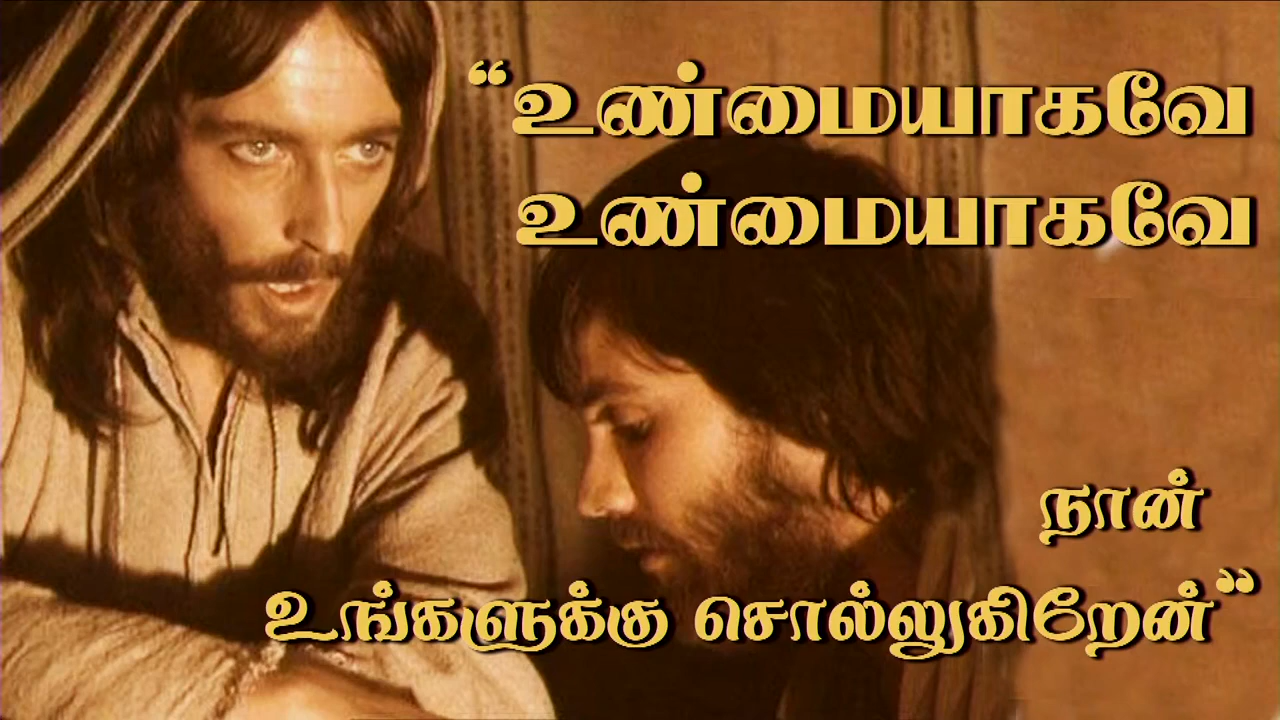 “உண்மையாகவே
உண்மையாகவே
நான்
உங்களுக்கு சொல்லுகிறேன்”